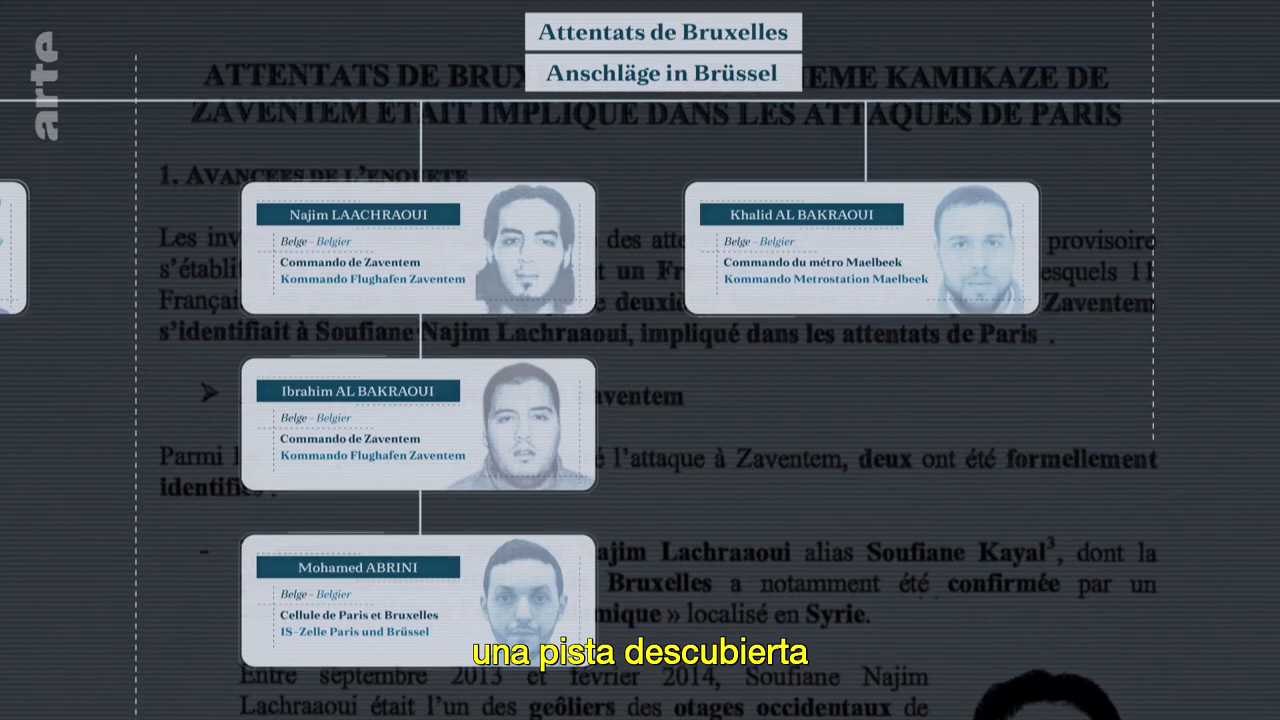 arte
Attentats de Bruxelles
Anschläge in Brüssel
ATTENTATS DE BRUX EME KAMIKAZE DE
ZAVENTEM ETAIT IMPLIQUE DANS LES ATTAQUES DE PARIS
1. AVANCEES DE L'ENQUETE
Najim LAACHRAOUI
Belge - Belgier
Commando de Zaventem
Kommando Flughafen Zaventem
Khalid AL BAKRAOUI
Belge - Belgier
Commando du métro Maelbeek
Kommando Metrostation Maelbeek
Les inv des atte provisoire
s'établi t un Fr esquels 11
Françai e deuxiè Zaventem
s'identifiait à Soufiane Najim Lachraaoui, impliqué dans les attentats de Paris .
Ibrahim AL BAKRAOUI
Belge - Belgier
Commando de Zaventem
Kommando Flughafen Zaventem
aventem
Parmi l é l'attaque à Zaventem, deux ont été formellement
identifiés :
Mohamed ABRINI
Belge - Belgier
Cellule de Paris et Bruxelles
IS-Zelle Paris und Brüssel
- ajim Lachraaoui alias Soufiane Kayal³, dont la
Bruxelles a notamment été confirmée par un
mique » localisé en Syrie.
una pista descubierta
Entre septembre 2013 et février 2014, Soufiane Najim
Lachraaoui était l'un des geôliers des otages occidentaux de